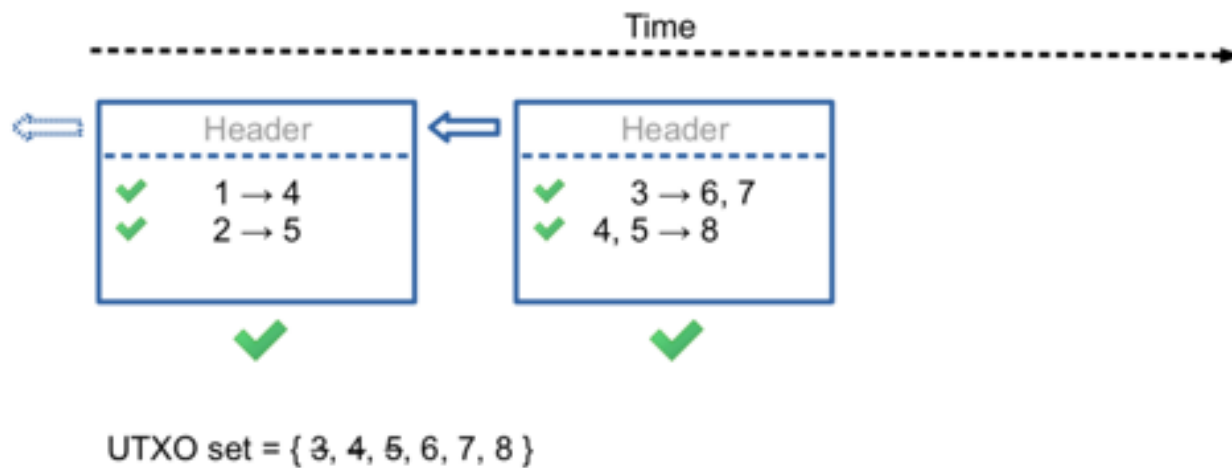 Time
Header
1 → 4
2 → 5
Header
3 → 6, 7
4, 5 → 8
UTXO set = { 3, 4, 5, 6, 7, 8 }